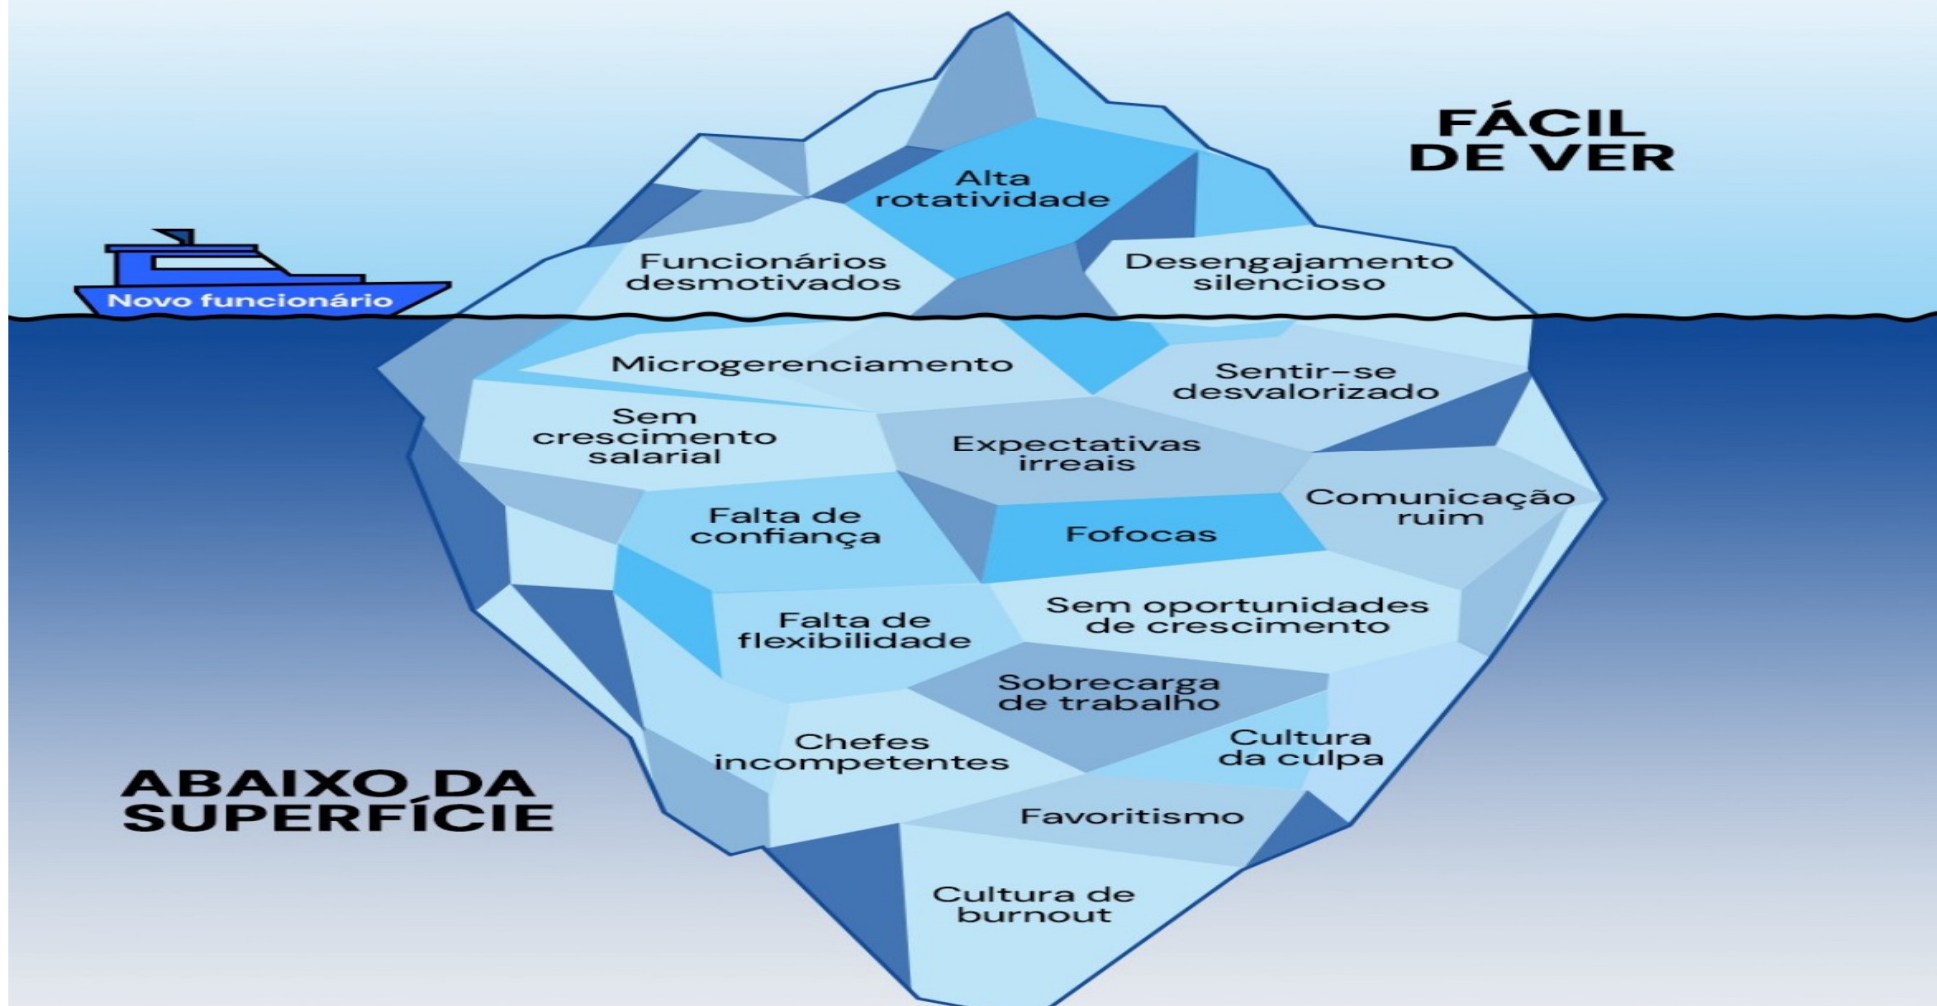 FÁCIL
DE VER
Alta
rotatividade
Funcionários
desmotivados
Desengajamento
silencioso
Novo funcionário
Microgerenciamento
Sentir-se
desvalorizado
Sem
crescimento
salarial
Expectativas
irreais
Comunicação
ruim
Falta de
confiança
Fofocas
Falta de
flexibilidade
Sem oportunidades
de crescimento
Sobrecarga
de trabalho
Chefes
incompetentes
Cultura
da culpa
ABAIXO DA
SUPERFÍCIE
Favoritismo
Cultura de
burnout